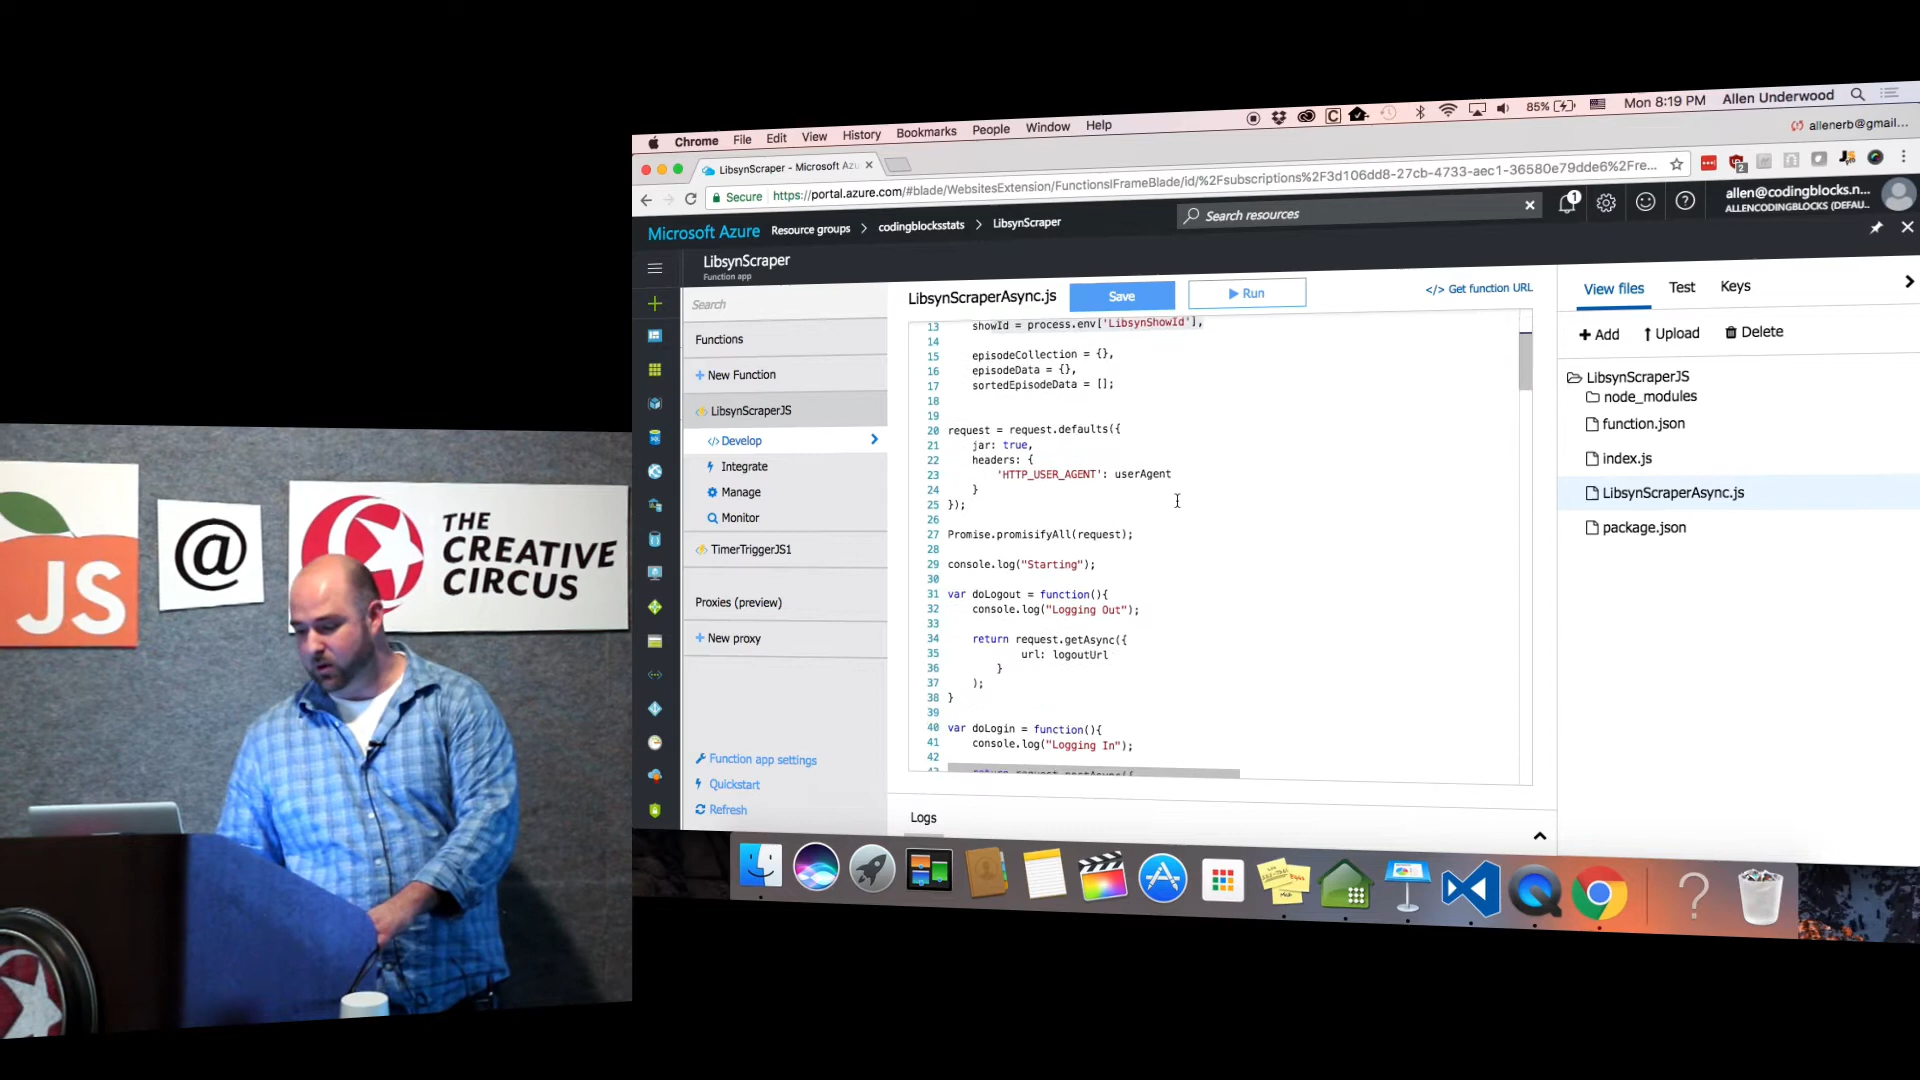 Chrome File Edit View History Bookmarks People Window Help 85% Mon 8:19 PM Allen Underwood
LibsynScraper - Microsoft Azu
allenerb@gmail...
Secure https://portal.azure.com/#blade/WebsitesExtension/FunctionsIFrameBlade/id/%2Fsubscriptions%2F3d106dd8-27cb-4733-aec1-36580e79dde6%2Fre...
Microsoft Azure Resource groups > codingblocksstats > LibsynScraper
Search resources
1
allen@codingblocks.n...
ALLENCODINGBLOCKS (DEFAU...
LibsynScraper
Function app
Search
Functions
+ New Function
LibsynScraperJS
</> Develop
Integrate
Manage
Monitor
TimerTriggerJS1
Proxies (preview)
+ New proxy
Function app settings
Quickstart
Refresh
LibsynScraperAsync.js Save Run </> Get function URL
13 showId = process.env['LibsynShowId'],
14
15 episodeCollection = {},
16 episodeData = {},
17 sortedEpisodeData = [];
18
19
20 request = request.defaults({
21 jar: true,
22 headers: {
23 'HTTP_USER_AGENT': userAgent
24 }
25 });
26
27 Promise.promisifyAll(request);
28
29 console.log("Starting");
30
31 var doLogout = function(){
32 console.log("Logging Out");
33
34 return request.getAsync({
35 url: logoutUrl
36 }
37 );
38 }
39
40 var doLogin = function(){
41 console.log("Logging In");
42
Logs
View files Test Keys
+ Add Upload Delete
LibsynScraperJS
node_modules
function.json
index.js
LibsynScraperAsync.js
package.json
JS
@
THE
CREATIVE
CIRCUS